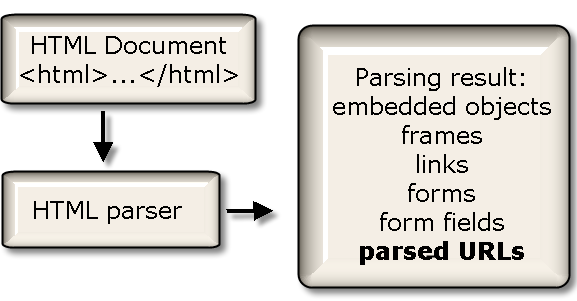 HTML Document
<html>...</html>
HTML parser
Parsing result:
embedded objects
frames
links
forms
form fields
parsed URLs